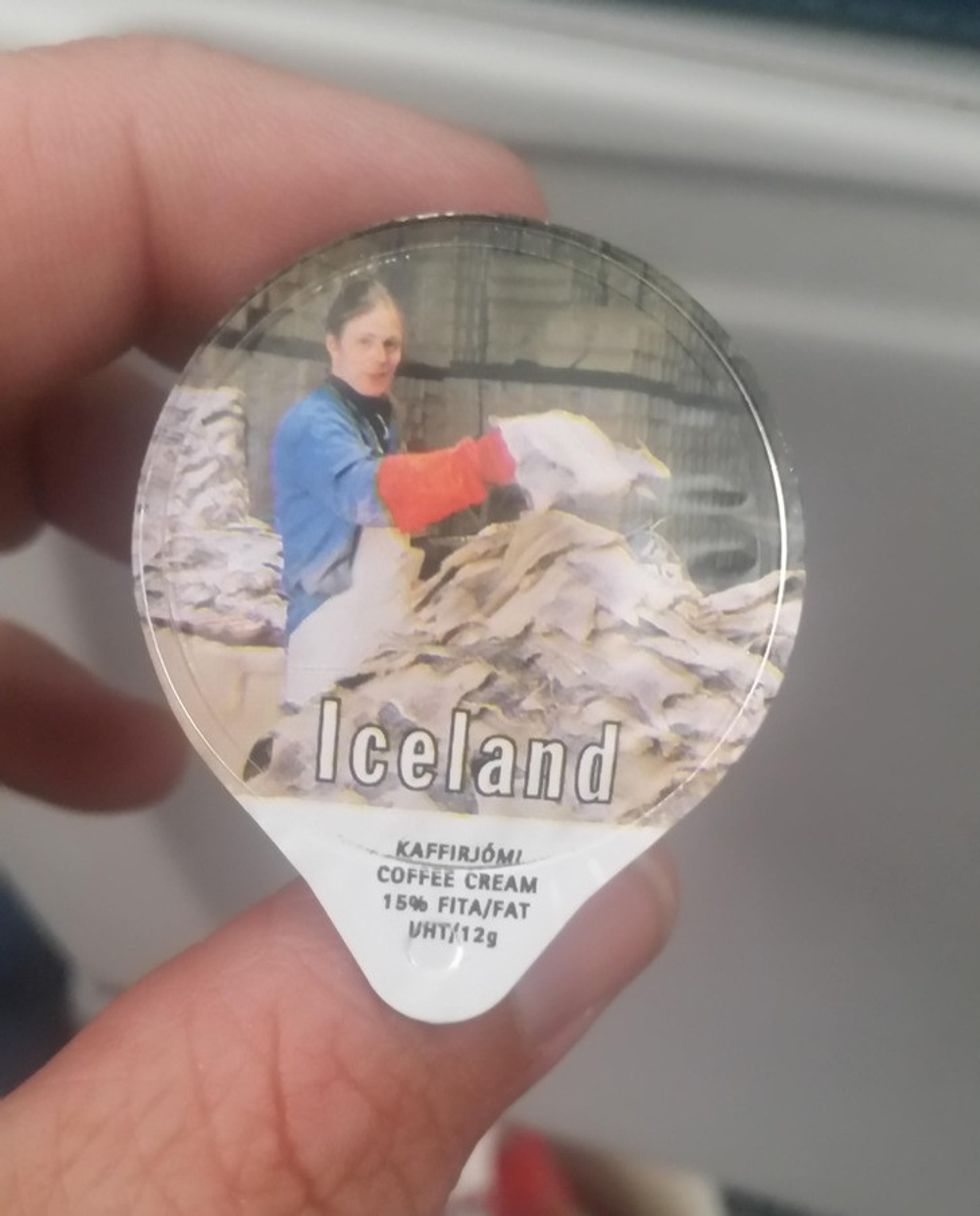 Iceland
KAFFIRJÓMI
COFFEE CREAM
15% FITA/FAT
UHT/12g